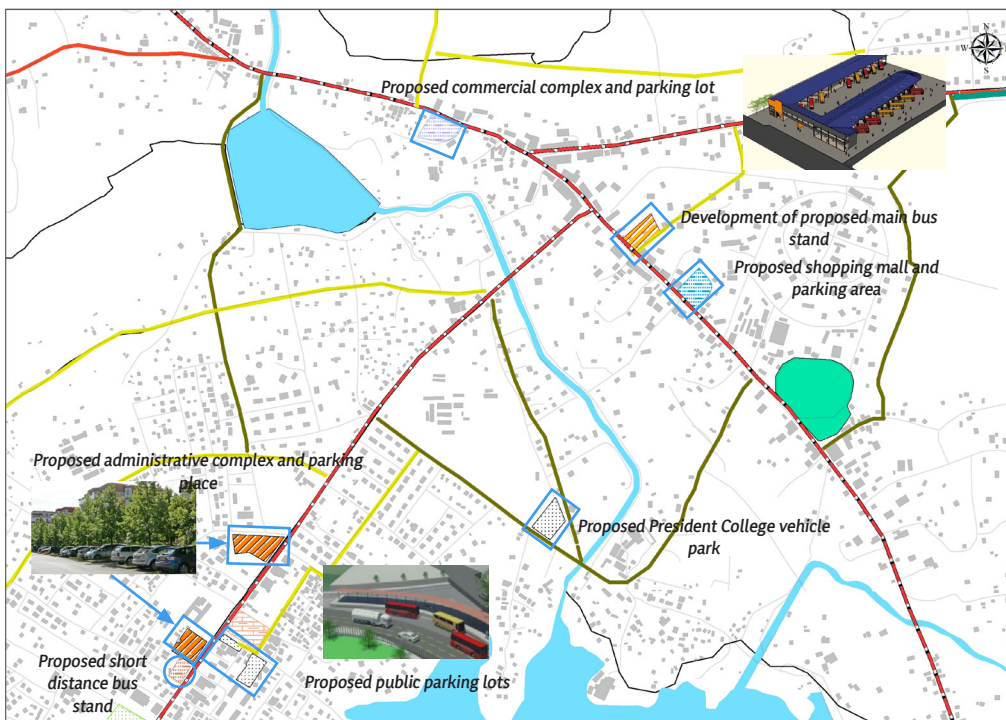 N
W
S
Proposed commercial complex and parking lot
Development of proposed main bus
stand
Proposed shopping mall and
parking area
Proposed administrative complex and parking
place
Proposed President College vehicle
park
Proposed short
distance bus
stand
Proposed public parking lots